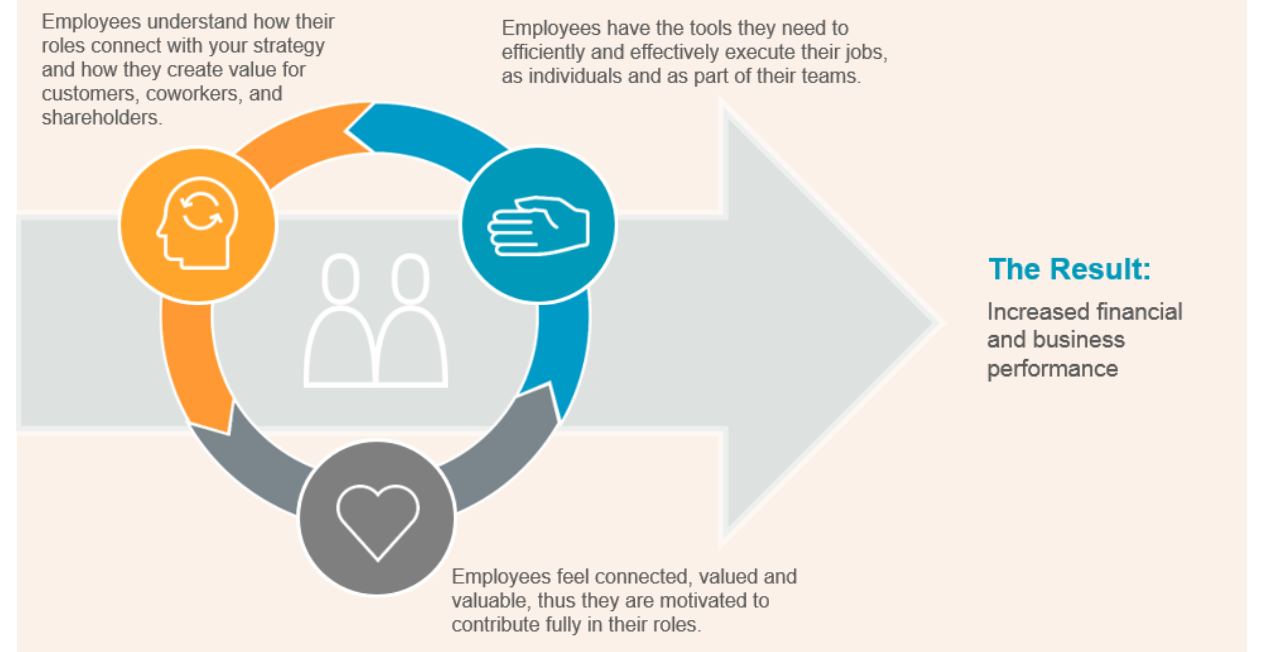 Employees understand how their
roles connect with your strategy
and how they create value for
customers, coworkers, and
shareholders.
Employees have the tools they need to
efficiently and effectively execute their jobs,
as individuals and as part of their teams.
The Result:
Increased financial
and business
performance
Employees feel connected, valued and
valuable, thus they are motivated to
contribute fully in their roles.